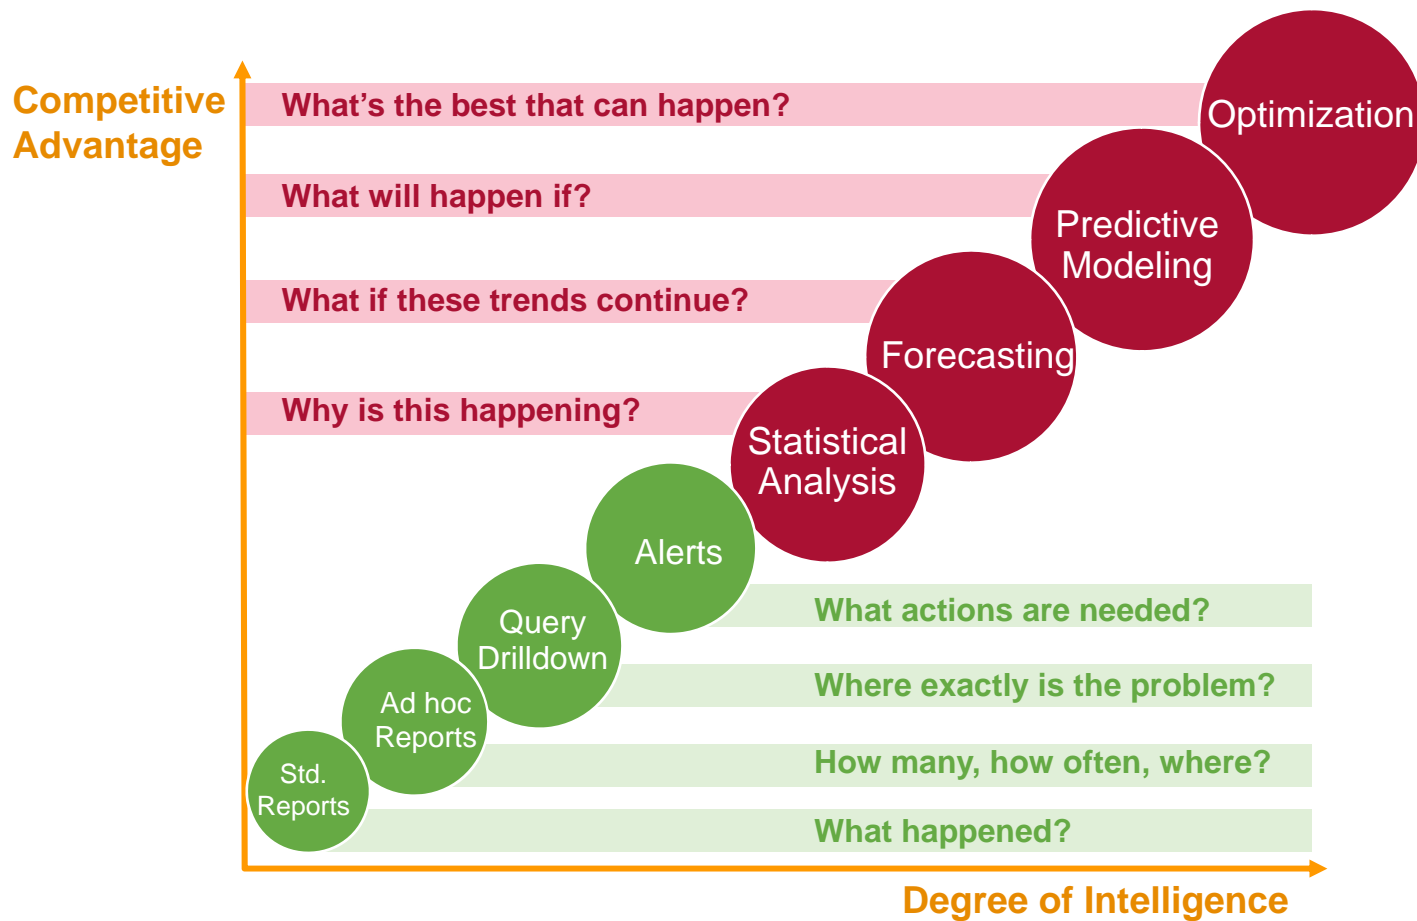 Competitive
Advantage
What's the best that can happen?
Optimization
What will happen if?
Predictive
Modeling
What if these trends continue?
Forecasting
Why is this happening?
Statistical
Analysis
Alerts
What actions are needed?
Query
Drilldown
Where exactly is the problem?
Ad hoc
Reports
How many, how often, where?
Std.
Reports
What happened?
Degree of Intelligence